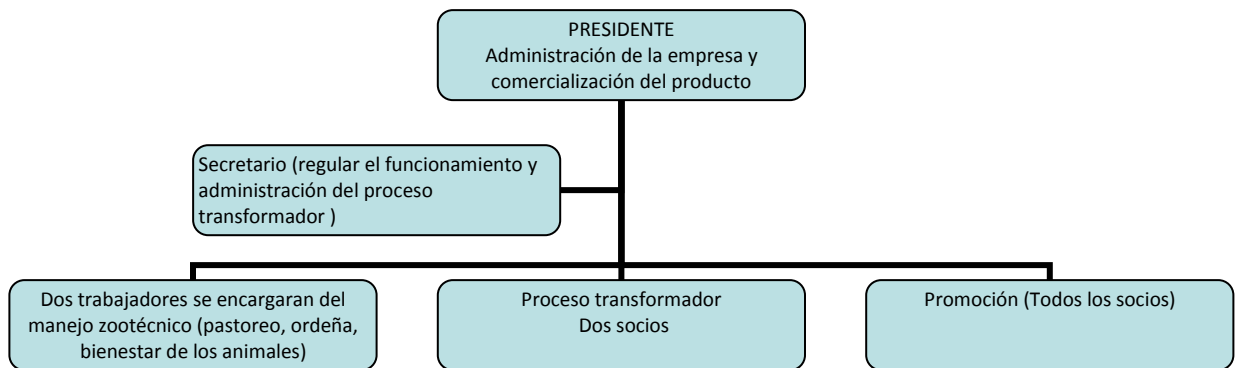 PRESIDENTE
Administración de la empresa y
comercialización del producto
Secretario (regular el funcionamiento y
administración del proceso
transformador )
Dos trabajadores se encargaran del
manejo zootécnico (pastoreo, ordeña,
bienestar de los animales)
Proceso transformador
Dos socios
Promoción (Todos los socios)